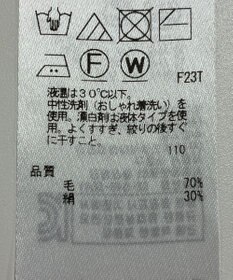 F
W
F23T
液温は30℃以下。
中性洗剤(おしゃれ着洗い)を
使用。漂白剤は液体タイプを使
用。よくすすぎ、絞りの後すぐ
に干すこと。
110
品質
毛 70%
絹 30%